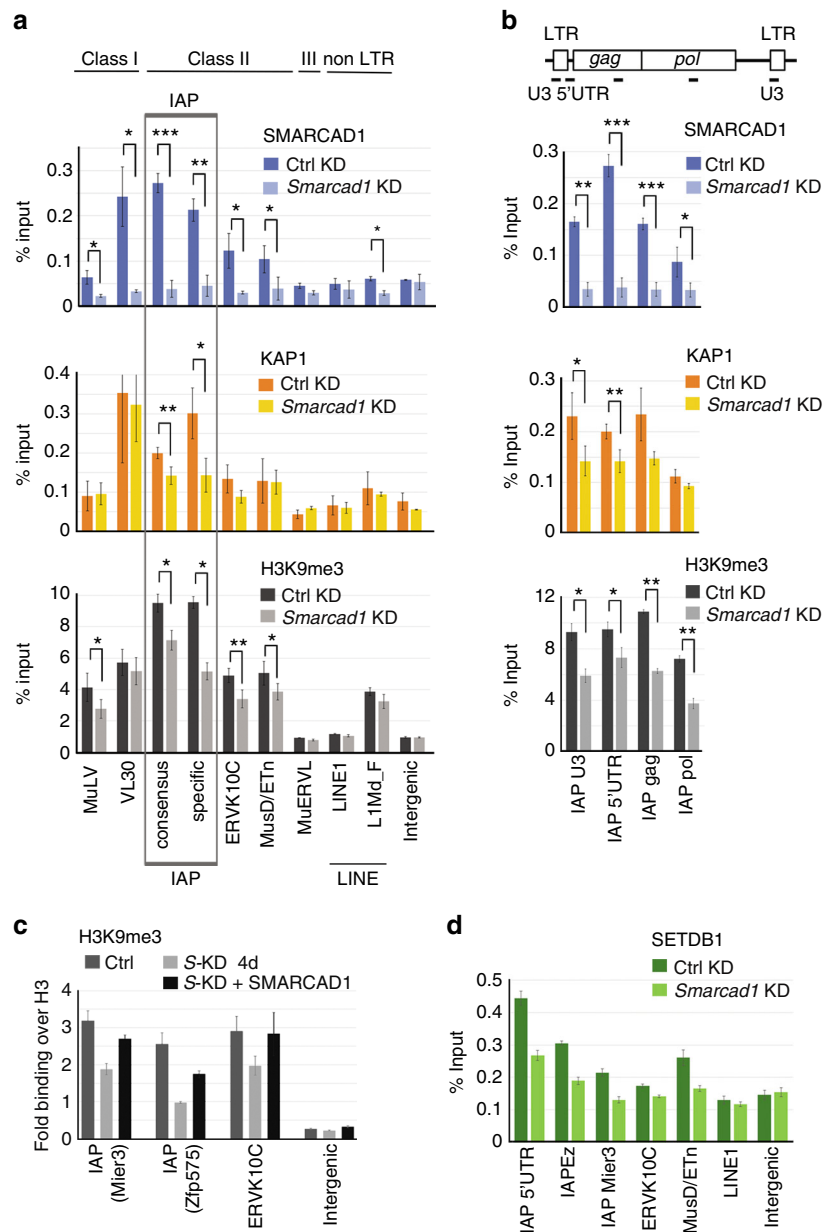 a
Class I Class II III non LTR
IAP
SMARCAD1
Ctrl KD
Smarcad1 KD
* *** ** * * * *
0.3
0.2
0.1
0
% input
KAP1
Ctrl KD
Smarcad1 KD
** *
0.4
0.3
0.2
0.1
0
% input
H3K9me3
Ctrl KD
Smarcad1 KD
* * * ** *
10
8
6
4
2
0
% input
MuLV
VL30
consensus
specific
ERVK10C
MusD/ETn
MuERVL
LINE1
L1Md_F
Intergenic
IAP LINE
b
LTR LTR
gag pol
U3 5'UTR U3
SMARCAD1
Ctrl KD
Smarcad1 KD
** *** *** *
0.3
0.2
0.1
0
% Input
KAP1
Ctrl KD
Smarcad1 KD
* **
0.3
0.2
0.1
0
% Input
H3K9me3
Ctrl KD
Smarcad1 KD
* * ** **
12
9
6
3
0
% Input
IAP U3
IAP 5'UTR
IAP gag
IAP pol
c
H3K9me3
Ctrl S-KD 4d
S-KD + SMARCAD1
4
3
2
1
0
Fold binding over H3
IAP
(Mier3)
IAP
(Zfp575)
ERVK10C
Intergenic
d
SETDB1
Ctrl KD
Smarcad1 KD
0.5
0.4
0.3
0.2
0.1
0
% Input
IAP 5'UTR
IAPEz
IAP Mier3
ERVK10C
MusD/ETn
LINE1
Intergenic